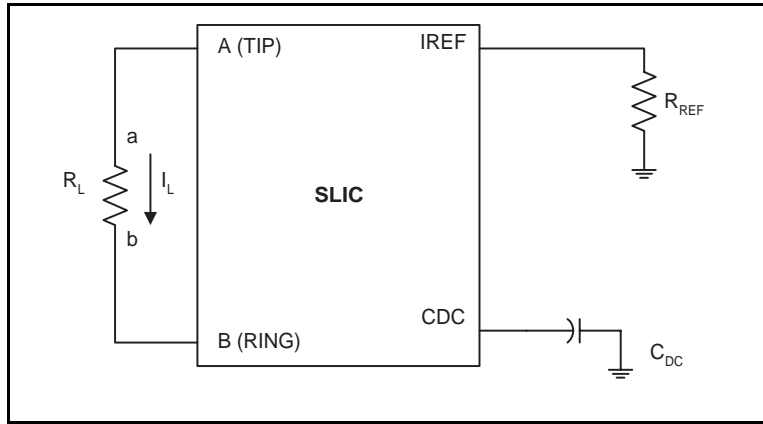 A (TIP)
IREF
R_REF
a
R_L
I_L
SLIC
b
CDC
B (RING)
C_DC